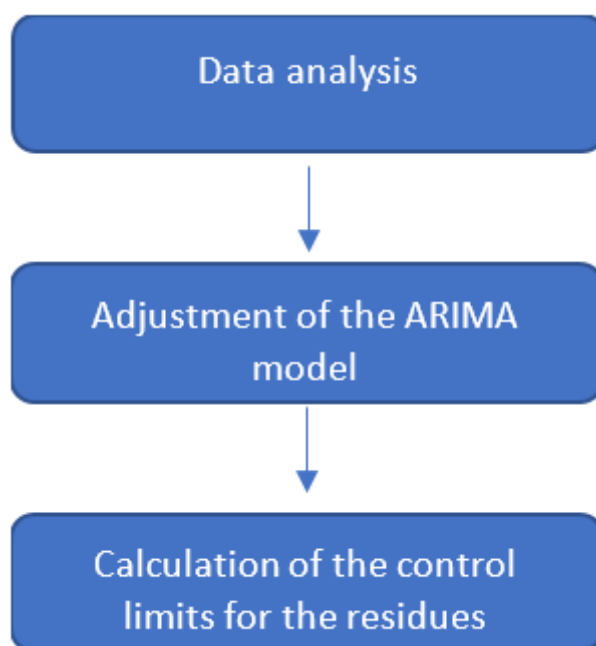 Data analysis
Adjustment of the ARIMA
model
Calculation of the control
limits for the residues